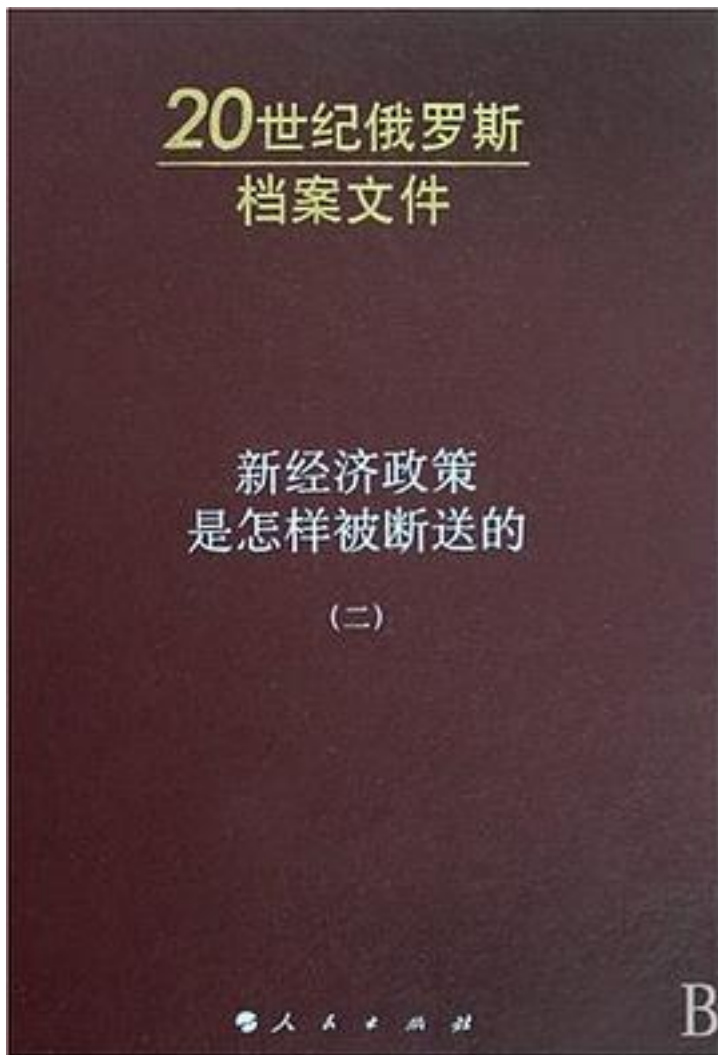 20世纪俄罗斯
档案文件
新经济政策
是怎样被断送的
(二)
人民出版社
B